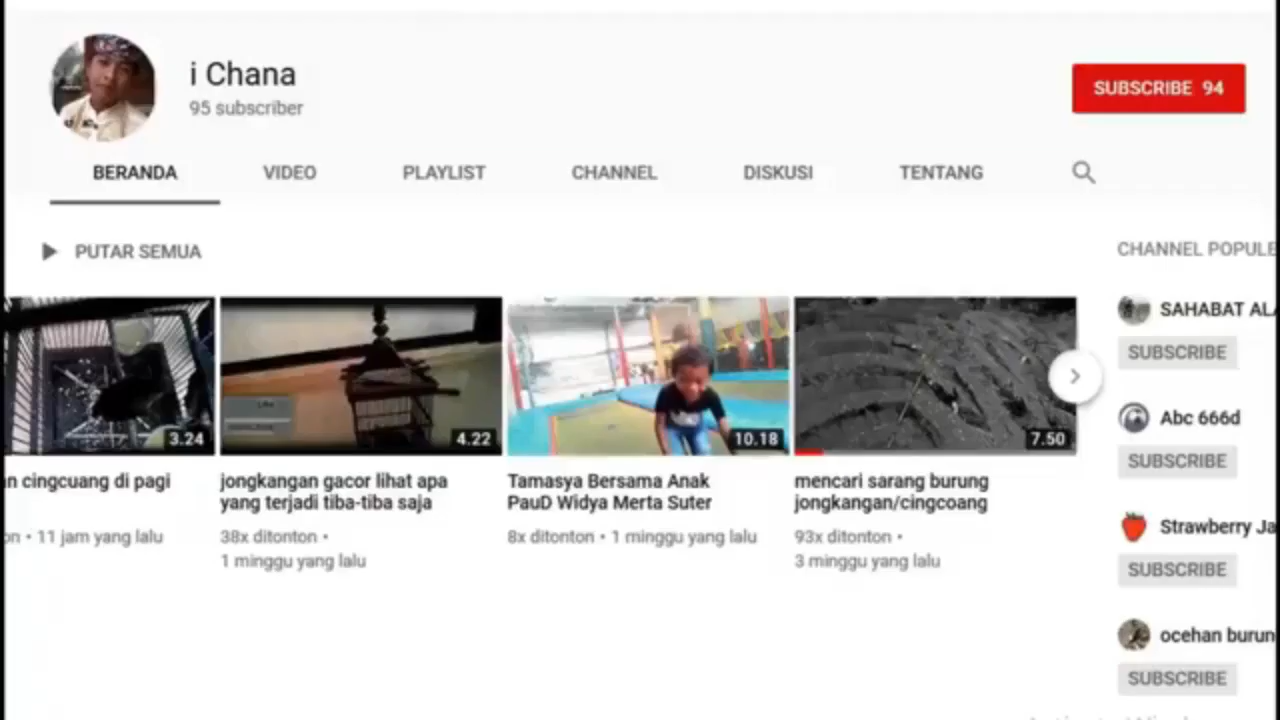 i Chana
95 subscriber
SUBSCRIBE 94
BERANDA VIDEO PLAYLIST CHANNEL DISKUSI TENTANG
PUTAR SEMUA
CHANNEL POPULE
3.24
4.22
10.18
7.50
n cingcuang di pagi
on • 11 jam yang lalu
jongkangan gacor lihat apa
yang terjadi tiba-tiba saja
38x ditonton •
1 minggu yang lalu
Tamasya Bersama Anak
PauD Widya Merta Suter
8x ditonton • 1 minggu yang lalu
mencari sarang burung
jongkangan/cingcoang
93x ditonton •
3 minggu yang lalu
SAHABAT AL
SUBSCRIBE
Abc 666d
SUBSCRIBE
Strawberry Ja
SUBSCRIBE
ocehan burun
SUBSCRIBE